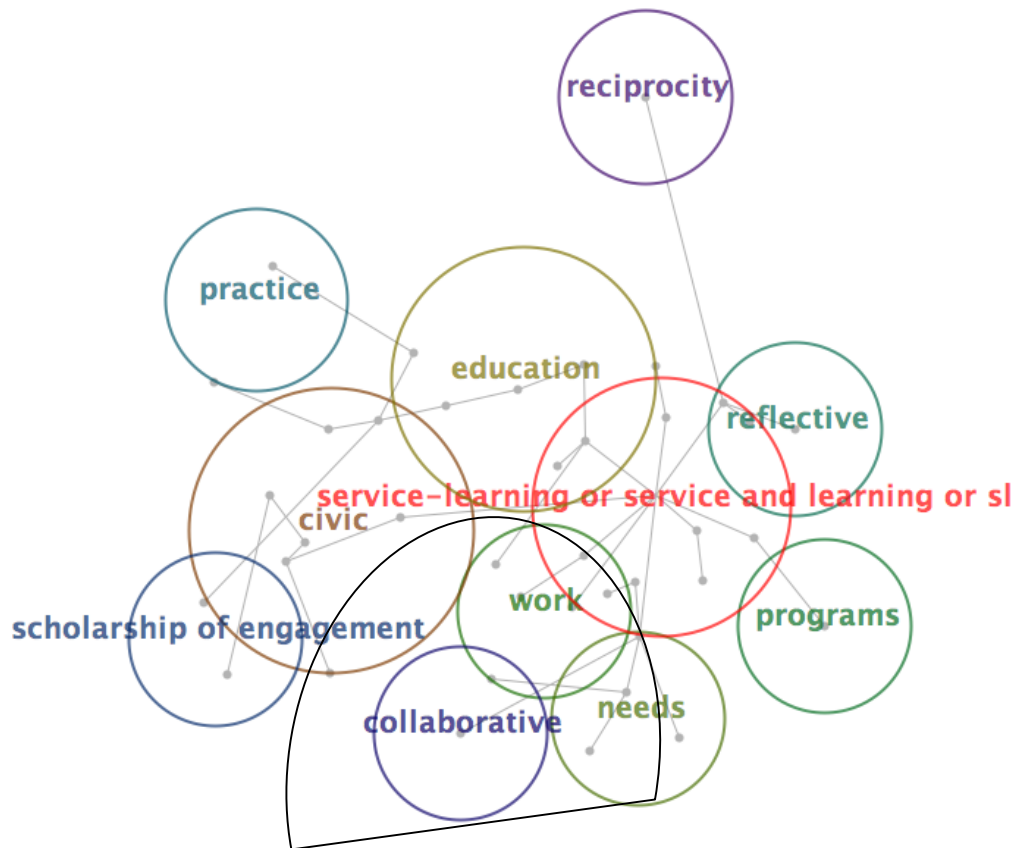 reciprocity
practice
education
reflective
service-learning or service and learning or sl
civic
work
programs
scholarship of engagement
needs
collaborative